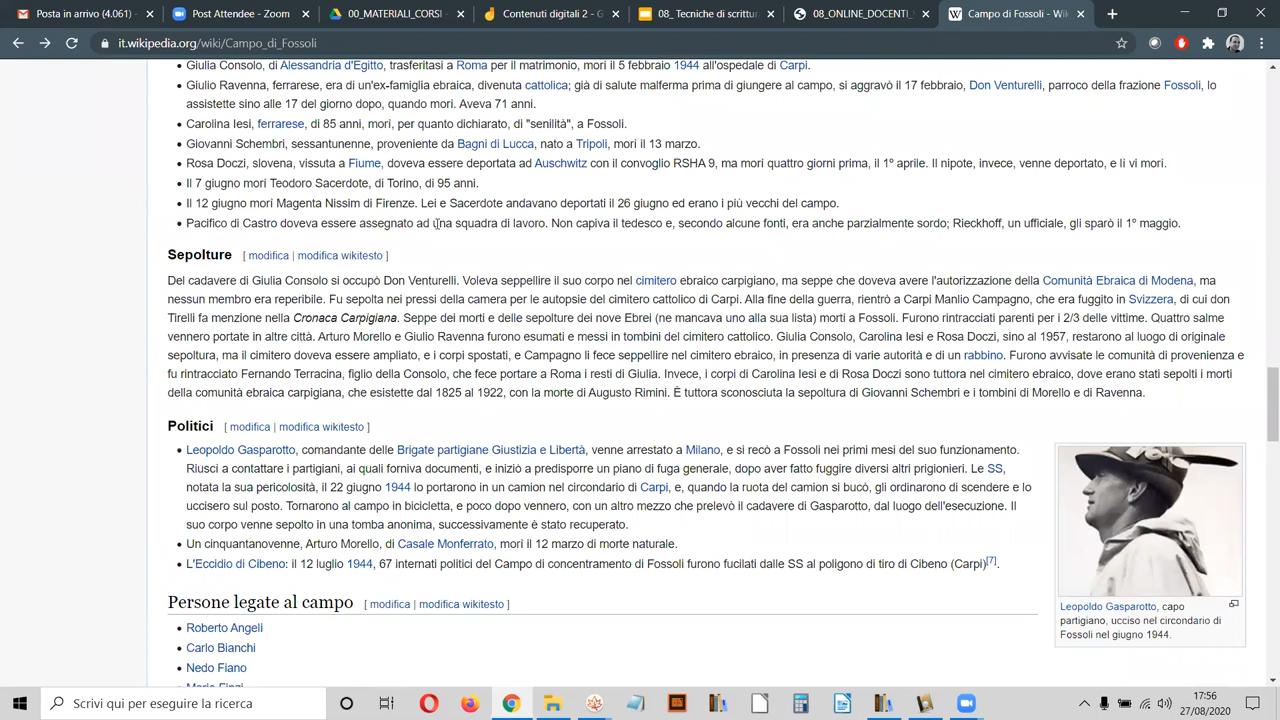 Posta in arrivo (4.061) -
Post Attendee - Zoom
00_MATERIALI_CORSI -
Contenuti digitali 2 - G
08_ Tecniche di scrittur
08_ONLINE_DOCENTI_
Campo di Fossoli - Wik
it.wikipedia.org/wiki/Campo_di_Fossoli
Giulia Consolo, di Alessandria d'Egitto, trasferitasi a Roma per il matrimonio, morì il 5 febbraio 1944 all'ospedale di Carpi.
Giulio Ravenna, ferrarese, era di un'ex-famiglia ebraica, divenuta cattolica; già di salute malferma prima di giungere al campo, si aggravò il 17 febbraio, Don Venturelli, parroco della frazione Fossoli, lo
assistette sino alle 17 del giorno dopo, quando morì. Aveva 71 anni.
Carolina Iesi, ferrarese, di 85 anni, morì, per quanto dichiarato, di "senilità", a Fossoli.
Giovanni Schembri, sessantunenne, proveniente da Bagni di Lucca, nato a Tripoli, morì il 13 marzo.
Rosa Doczi, slovena, vissuta a Fiume, doveva essere deportata ad Auschwitz con il convoglio RSHA 9, ma morì quattro giorni prima, il 1º aprile. Il nipote, invece, venne deportato, e lì vi morì.
Il 7 giugno morì Teodoro Sacerdote, di Torino, di 95 anni.
Il 12 giugno morì Magenta Nissim di Firenze. Lei e Sacerdote andavano deportati il 26 giugno ed erano i più vecchi del campo.
Pacifico di Castro doveva essere assegnato ad una squadra di lavoro. Non capiva il tedesco e, secondo alcune fonti, era anche parzialmente sordo; Rieckhoff, un ufficiale, gli sparò il 1º maggio.
Sepolture [ modifica | modifica wikitesto ]
Del cadavere di Giulia Consolo si occupò Don Venturelli. Voleva seppellire il suo corpo nel cimitero ebraico carpigiano, ma seppe che doveva avere l'autorizzazione della Comunità Ebraica di Modena, ma
nessun membro era reperibile. Fu sepolta nei pressi della camera per le autopsie del cimitero cattolico di Carpi. Alla fine della guerra, rientrò a Carpi Manlio Campagno, che era fuggito in Svizzera, di cui don
Tirelli fa menzione nella Cronaca Carpigiana. Seppe dei morti e delle sepolture dei nove Ebrei (ne mancava uno alla sua lista) morti a Fossoli. Furono rintracciati parenti per i 2/3 delle vittime. Quattro salme
vennero portate in altre città. Arturo Morello e Giulio Ravenna furono esumati e messi in tombini del cimitero cattolico. Giulia Consolo, Carolina Iesi e Rosa Doczi, sino al 1957, restarono al luogo di originale
sepoltura, ma il cimitero doveva essere ampliato, e i corpi spostati, e Campagno li fece seppellire nel cimitero ebraico, in presenza di varie autorità e di un rabbino. Furono avvisate le comunità di provenienza e
fu rintracciato Fernando Terracina, figlio della Consolo, che fece portare a Roma i resti di Giulia. Invece, i corpi di Carolina Iesi e di Rosa Doczi sono tuttora nel cimitero ebraico, dove erano stati sepolti i morti
della comunità ebraica carpigiana, che esistette dal 1825 al 1922, con la morte di Augusto Rimini. È tuttora sconosciuta la sepoltura di Giovanni Schembri e i tombini di Morello e di Ravenna.
Politici [ modifica | modifica wikitesto ]
Leopoldo Gasparotto, comandante delle Brigate partigiane Giustizia e Libertà, venne arrestato a Milano, e si recò a Fossoli nei primi mesi del suo funzionamento.
Riuscì a contattare i partigiani, ai quali forniva documenti, e iniziò a predisporre un piano di fuga generale, dopo aver fatto fuggire diversi altri prigionieri. Le SS,
notata la sua pericolosità, il 22 giugno 1944 lo portarono in un camion nel circondario di Carpi, e, quando la ruota del camion si bucò, gli ordinarono di scendere e lo
uccisero sul posto. Tornarono al campo in bicicletta, e poco dopo vennero, con un altro mezzo che prelevò il cadavere di Gasparotto, dal luogo dell'esecuzione. Il
suo corpo venne sepolto in una tomba anonima, successivamente è stato recuperato.
Un cinquantanovenne, Arturo Morello, di Casale Monferrato, morì il 12 marzo di morte naturale.
L'Eccidio di Cibeno: il 12 luglio 1944, 67 internati politici del Campo di concentramento di Fossoli furono fucilati dalle SS al poligono di tiro di Cibeno (Carpi)[7].
Leopoldo Gasparotto, capo
partigiano, ucciso nel circondario di
Fossoli nel giugno 1944.
Persone legate al campo [ modifica | modifica wikitesto ]
Roberto Angeli
Carlo Bianchi
Nedo Fiano
Scrivi qui per eseguire la ricerca
17:56
27/08/2020